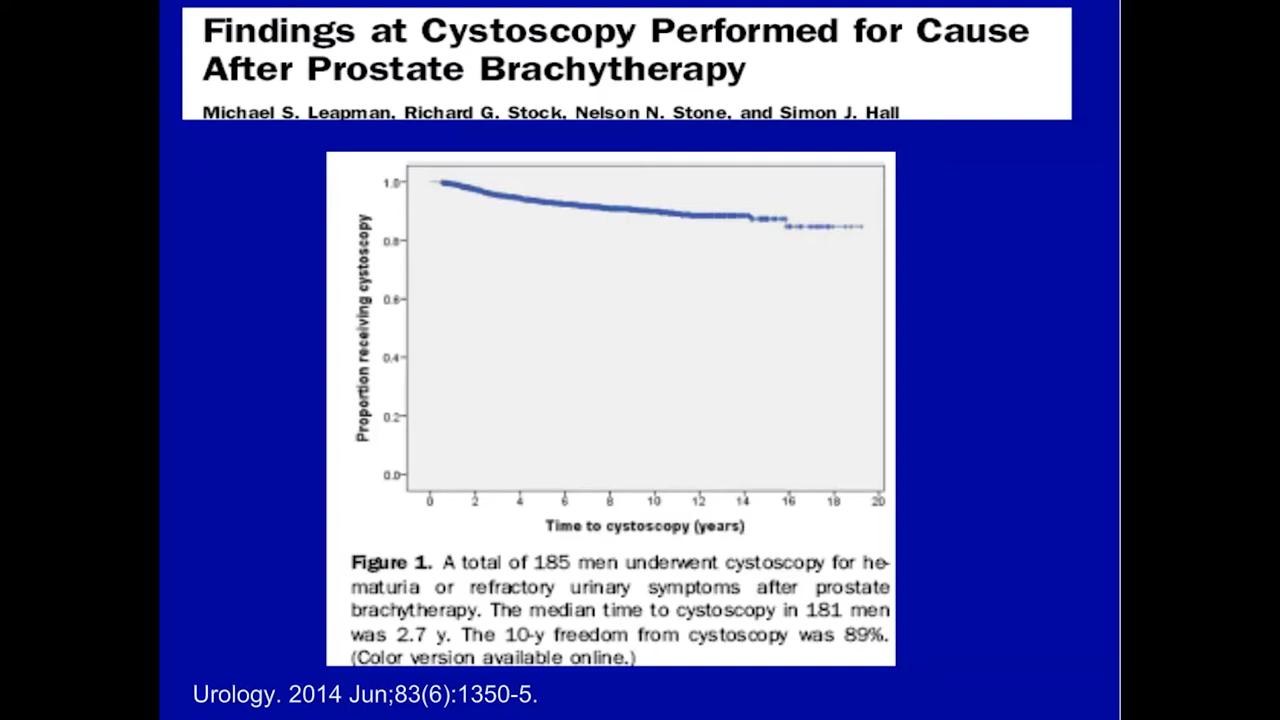 Findings at Cystoscopy Performed for Cause
After Prostate Brachytherapy
Michael S. Leapman, Richard G. Stock, Nelson N. Stone, and Simon J. Hall
1.0
0.8
0.6
0.4
0.2
0.0
Proportion receiving cystoscopy
0 2 4 6 8 10 12 14 16 18 20
Time to cystoscopy (years)
Figure 1. A total of 185 men underwent cystoscopy for he-
maturia or refractory urinary symptoms after prostate
brachytherapy. The median time to cystoscopy in 181 men
was 2.7 y. The 10-y freedom from cystoscopy was 89%.
(Color version available online.)
Urology. 2014 Jun;83(6):1350-5.